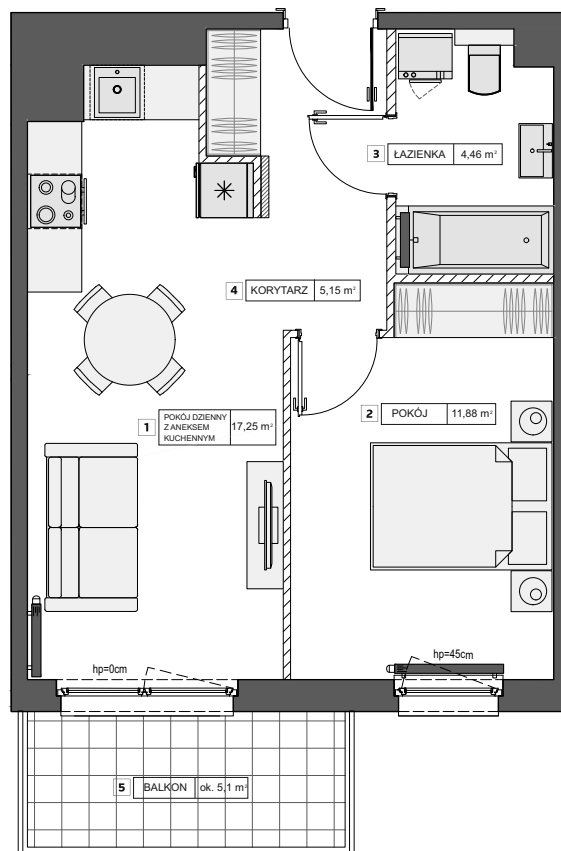 3 ŁAZIENKA 4,46 m²
4 KORYTARZ 5,15 m²
1 POKÓJ DZIENNY
Z ANEKSEM
KUCHENNYM 17,25 m²
2 POKÓJ 11,88 m²
hp=0cm
hp=45cm
5 BALKON ok. 5,1 m²